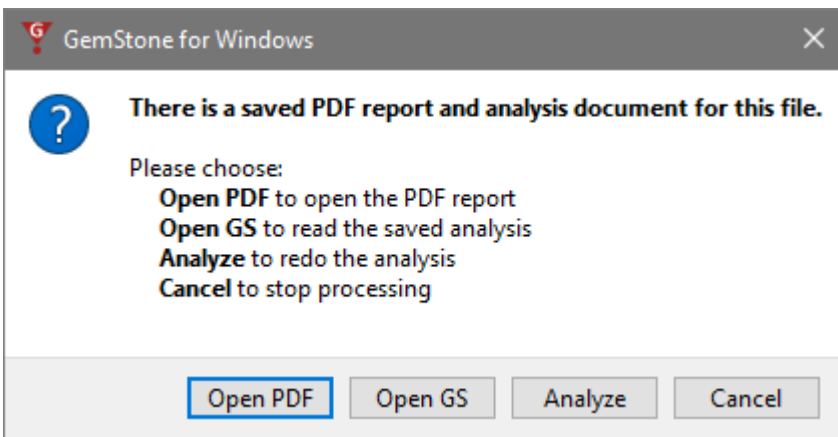 G
GemStone for Windows
There is a saved PDF report and analysis document for this file.
?
Please choose:
Open PDF to open the PDF report
Open GS to read the saved analysis
Analyze to redo the analysis
Cancel to stop processing
Open PDF Open GS Analyze Cancel